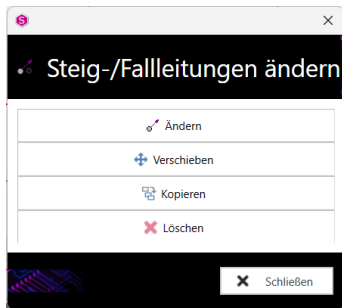 Steig-/Fallleitungen ändern
Ändern
Verschieben
Kopieren
Löschen
Schließen